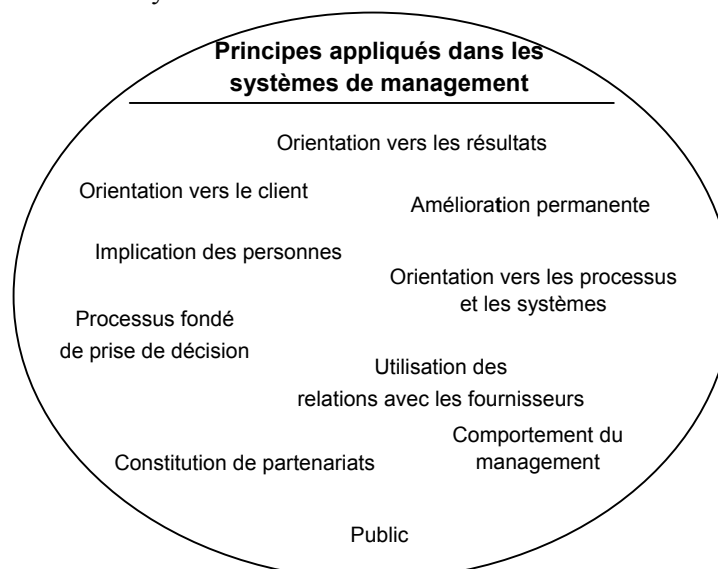 Principes appliqués dans les
systèmes de management
Orientation vers les résultats
Orientation vers le client
Amélioration permanente
Implication des personnes
Orientation vers les processus
et les systèmes
Processus fondé
de prise de décision
Utilisation des
relations avec les fournisseurs
Comportement du
management
Constitution de partenariats
Public